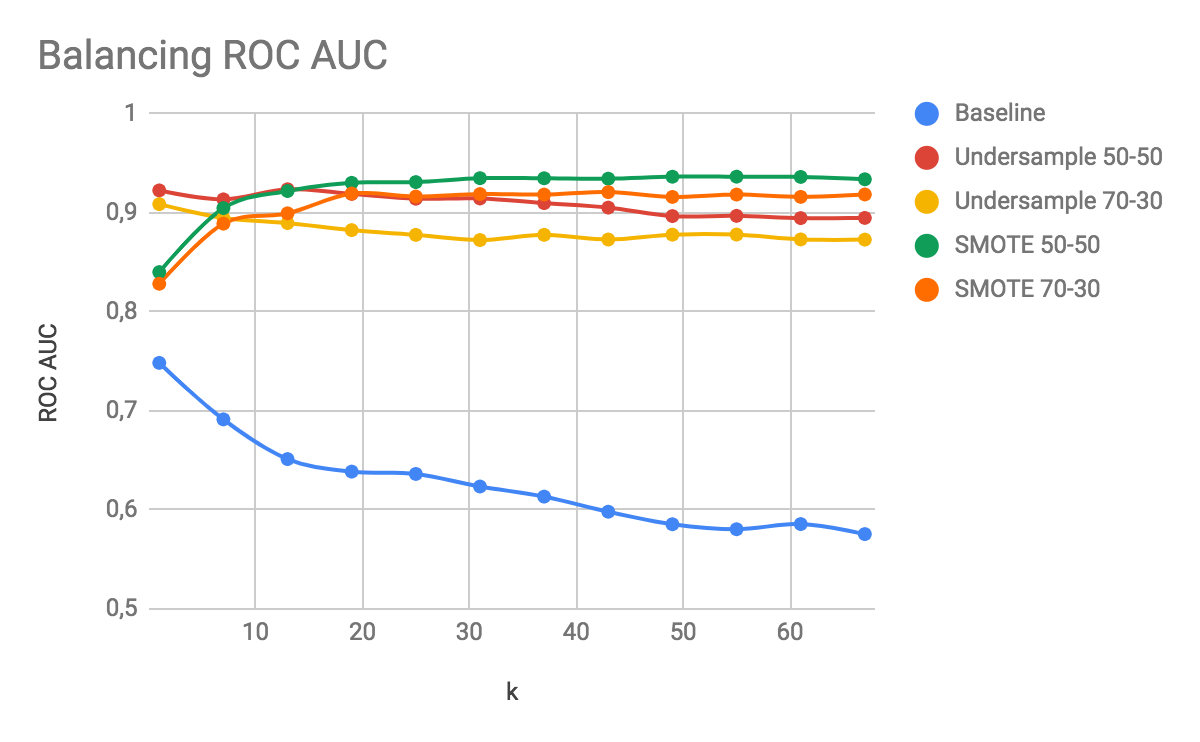 Balancing ROC AUC
1
0,9
0,8
0,7
0,6
0,5
ROC AUC
10 20 30 40 50 60
k
Baseline
Undersample 50-50
Undersample 70-30
SMOTE 50-50
SMOTE 70-30